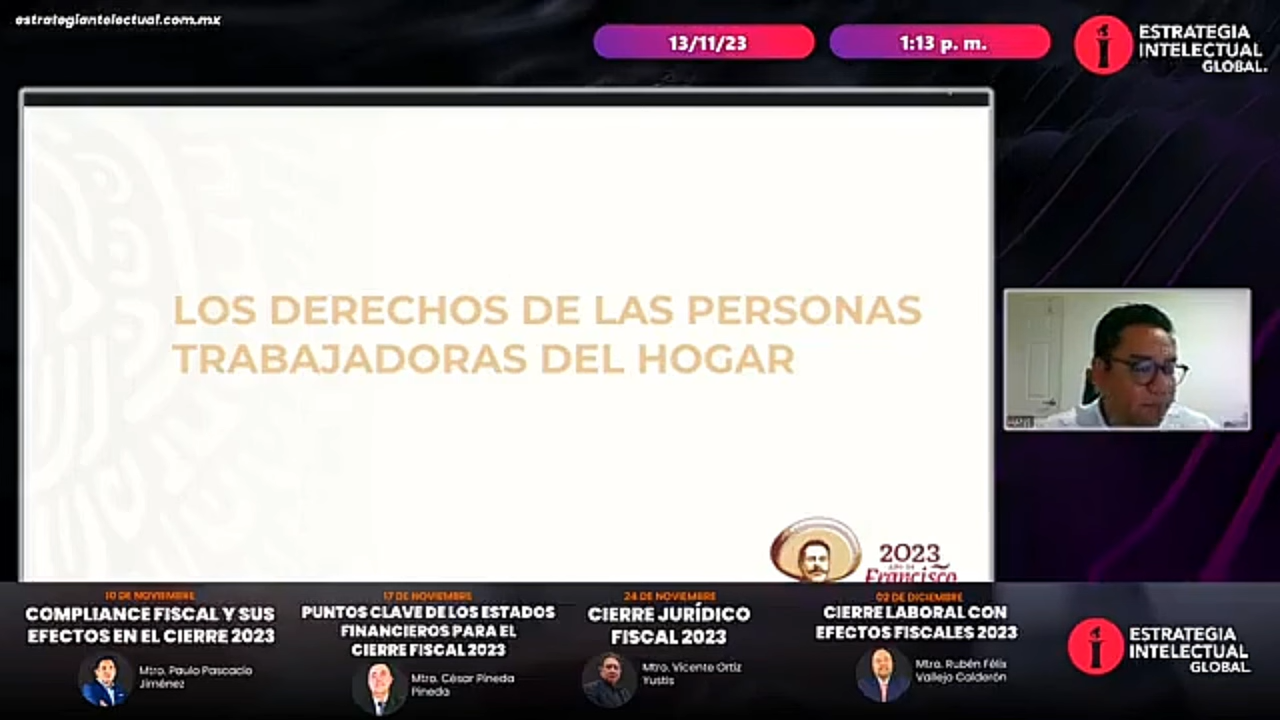 estrategiaintelectual.com.mx
13/11/23
1:13 p. m.
ESTRATEGIA
INTELECTUAL
GLOBAL.
LOS DERECHOS DE LAS PERSONAS
TRABAJADORAS DEL HOGAR
2023
AÑO DE
Francisco
10 DE NOVIEMBRE
COMPLIANCE FISCAL Y SUS
EFECTOS EN EL CIERRE 2023
Mtro. Paulo Pascacio
Jiménez
17 DE NOVIEMBRE
PUNTOS CLAVE DE LOS ESTADOS
FINANCIEROS PARA EL
CIERRE FISCAL 2023
Mtro. César Pineda
Pineda
24 DE NOVIEMBRE
CIERRE JURÍDICO
FISCAL 2023
Mtro. Vicente Ortiz
Yustis
02 DE DICIEMBRE
CIERRE LABORAL CON
EFECTOS FISCALES 2023
Mtro. Rubén Félix
Vallejo Calderón
ESTRATEGIA
INTELECTUAL
GLOBAL.